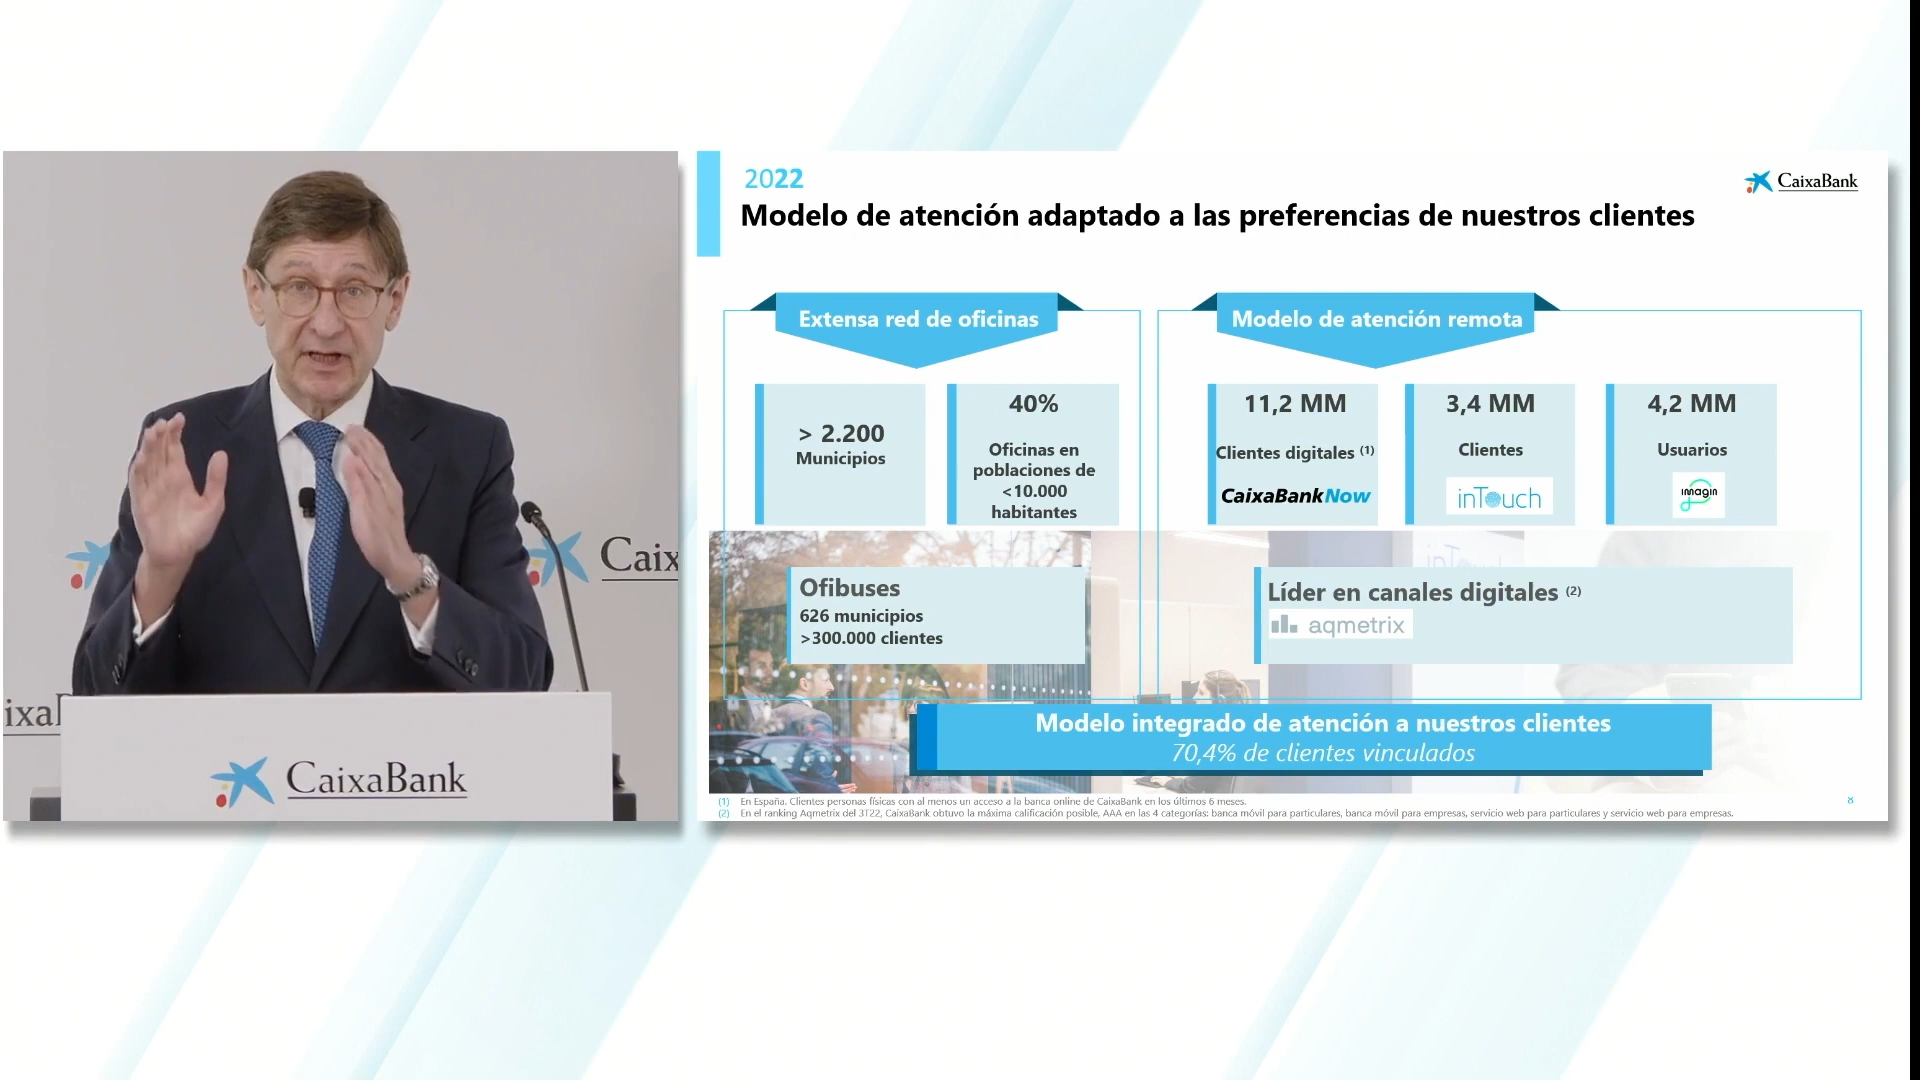 Caix
ixal
CaixaBank
2022
CaixaBank
Modelo de atención adaptado a las preferencias de nuestros clientes
Extensa red de oficinas
> 2.200
Municipios
40%
Oficinas en
poblaciones de
<10.000
habitantes
Ofibuses
626 municipios
>300.000 clientes
Modelo de atención remota
11,2 MM
Clientes digitales (1)
CaixaBankNow
3,4 MM
Clientes
inTouch
4,2 MM
Usuarios
imagin
inTouch
Líder en canales digitales (2)
aqmetrix
Modelo integrado de atención a nuestros clientes
70,4% de clientes vinculados
(1) En España. Clientes personas físicas con al menos un acceso a la banca online de CaixaBank en los últimos 6 meses.
(2) En el ranking Aqmetrix del 3T22, CaixaBank obtuvo la máxima calificación posible, AAA en las 4 categorías: banca móvil para particulares, banca móvil para empresas, servicio web para particulares y servicio web para empresas.
8